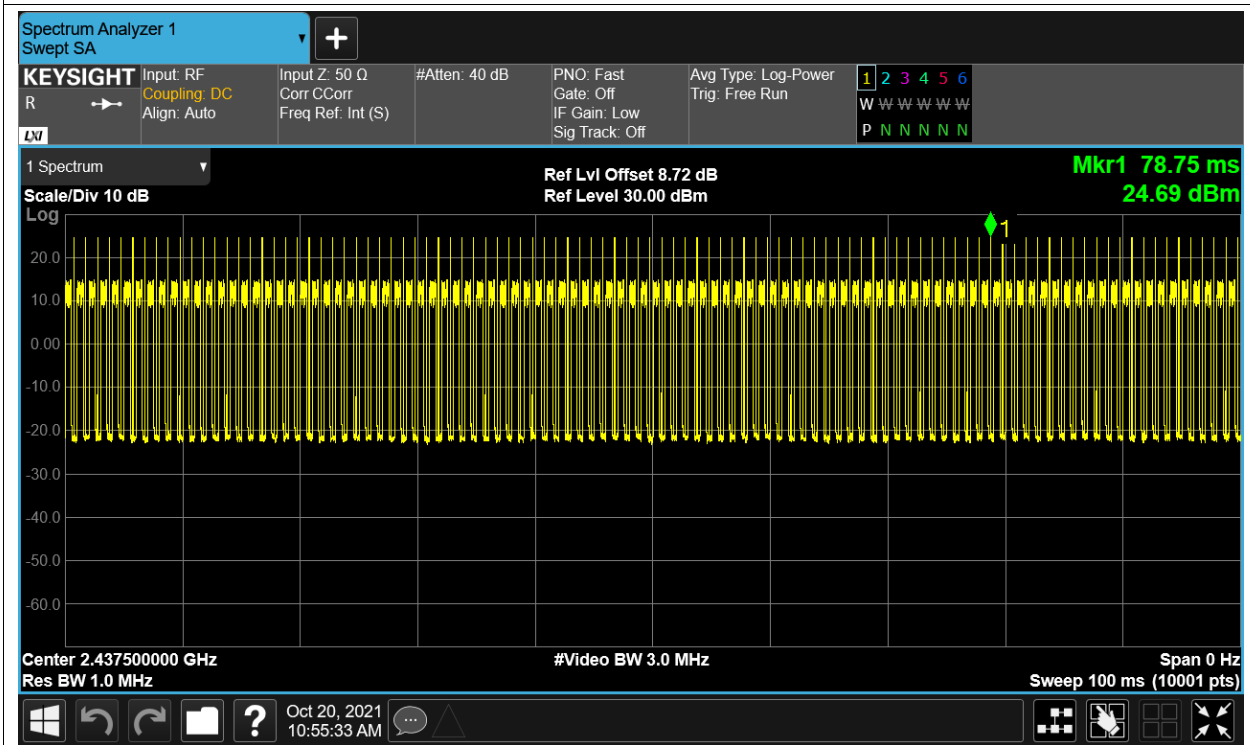 Spectrum Analyzer 1
Swept SA
▼
+
KEYSIGHT
R
LXI
Input: RF
Coupling: DC
Align: Auto
Input Z: 50 Ω
Corr CCorr
Freq Ref: Int (S)
#Atten: 40 dB
PNO: Fast
Gate: Off
IF Gain: Low
Sig Track: Off
Avg Type: Log-Power
Trig: Free Run
1 2 3 4 5 6
W W W W W W
P N N N N N
1 Spectrum ▼
Scale/Div 10 dB
Log
Ref Lvl Offset 8.72 dB
Ref Level 30.00 dBm
Mkr1 78.75 ms
24.69 dBm
1
20.0
10.0
0.00
-10.0
-20.0
-30.0
-40.0
-50.0
-60.0
Center 2.437500000 GHz
Res BW 1.0 MHz
#Video BW 3.0 MHz
Span 0 Hz
Sweep 100 ms (10001 pts)
?
Oct 20, 2021
10:55:33 AM